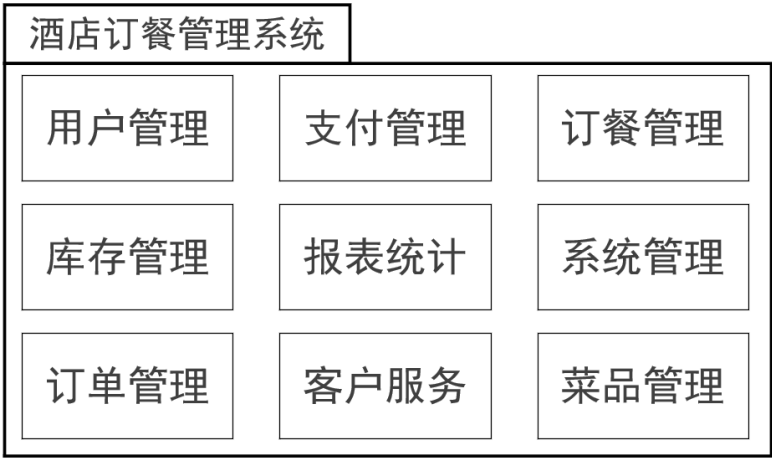 酒店订餐管理系统
用户管理
支付管理
订餐管理
库存管理
报表统计
系统管理
订单管理
客户服务
菜品管理